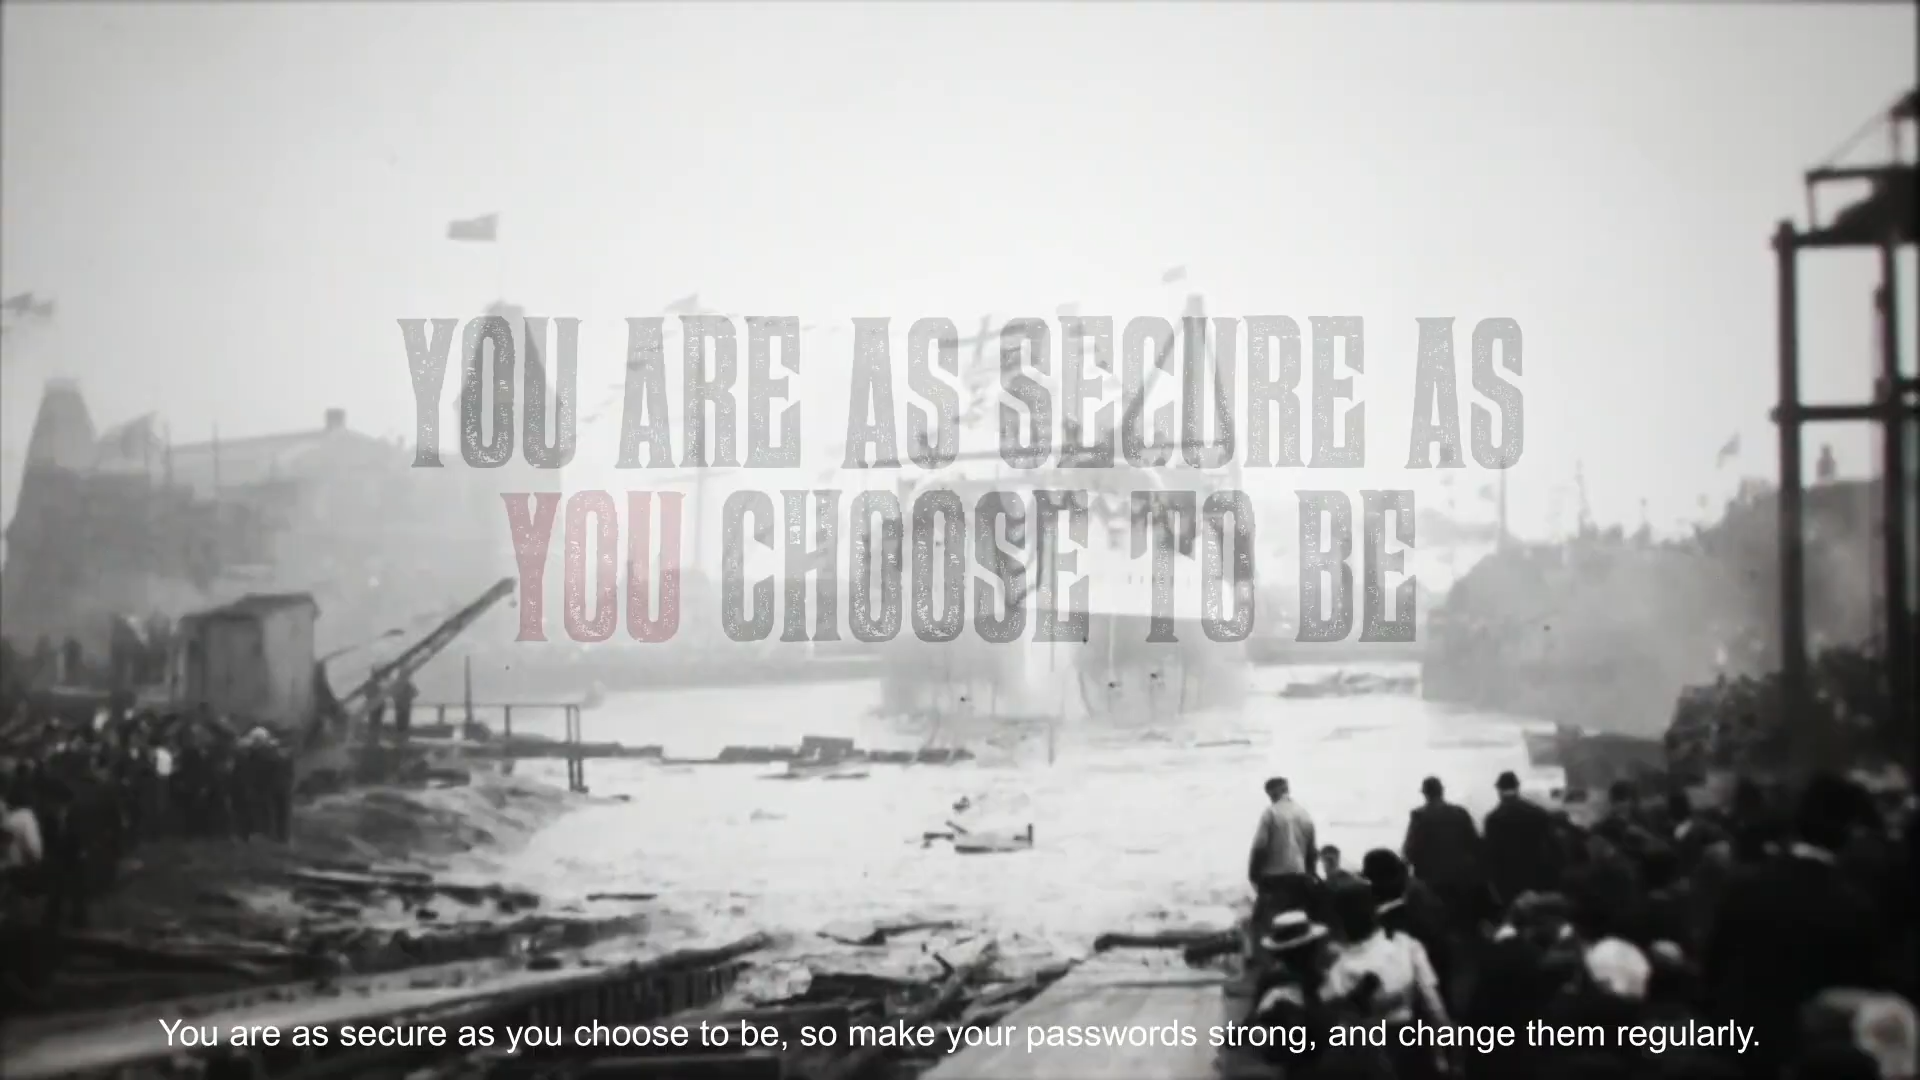 YOU ARE AS SECURE AS
YOU CHOOSE TO BE
You are as secure as you choose to be, so make your passwords strong, and change them regularly.